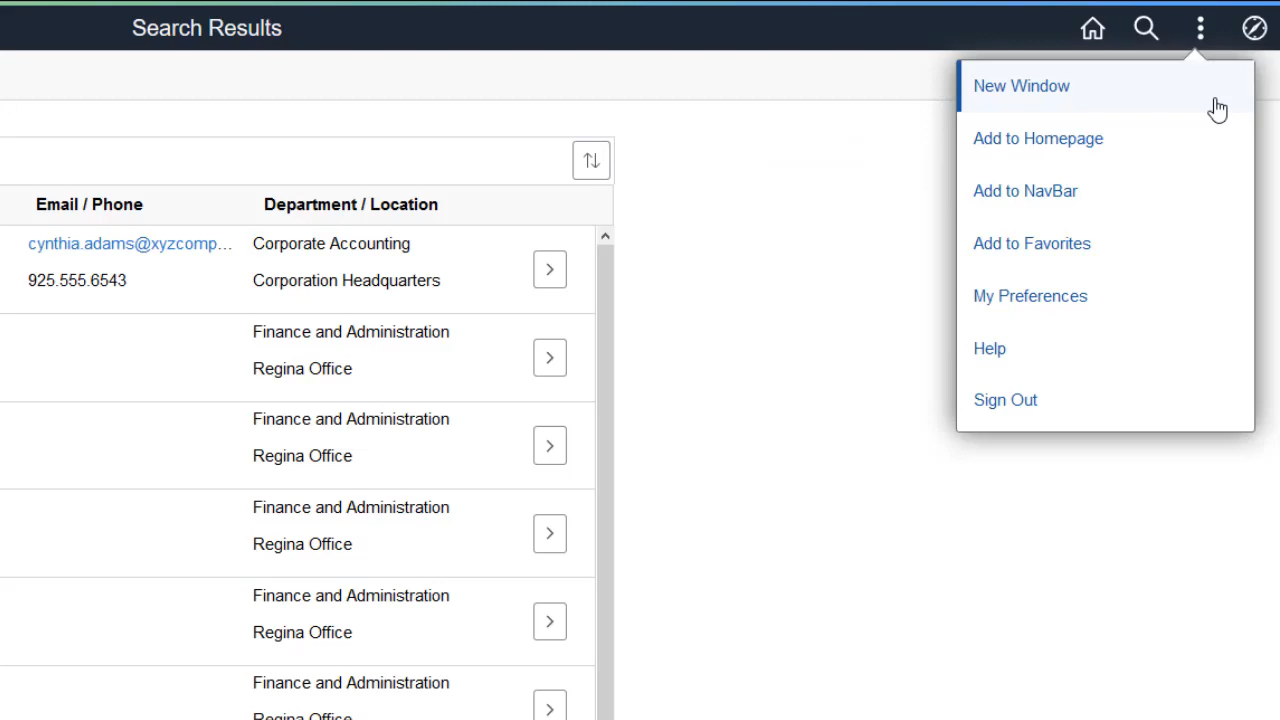 Search Results
New Window
Add to Homepage
Add to NavBar
Add to Favorites
My Preferences
Help
Sign Out
Email / Phone Department / Location
cynthia.adams@xyzcomp... Corporate Accounting
925.555.6543 Corporation Headquarters
Finance and Administration
Regina Office
Finance and Administration
Regina Office
Finance and Administration
Regina Office
Finance and Administration
Regina Office
Finance and Administration
Regina Office